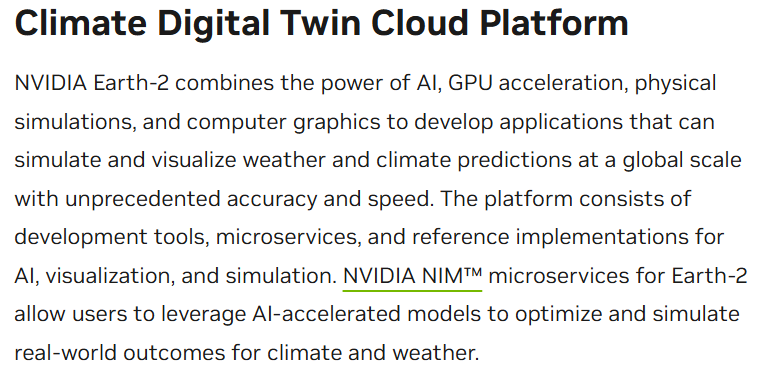 Climate Digital Twin Cloud Platform
NVIDIA Earth-2 combines the power of AI, GPU acceleration, physical
simulations, and computer graphics to develop applications that can
simulate and visualize weather and climate predictions at a global scale
with unprecedented accuracy and speed. The platform consists of
development tools, microservices, and reference implementations for
AI, visualization, and simulation. NVIDIA NIM™ microservices for Earth-2
allow users to leverage AI-accelerated models to optimize and simulate
real-world outcomes for climate and weather.